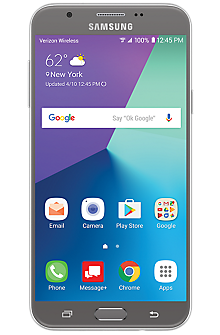 SAMSUNG
Verizon Wireless 100% 12:45 PM
62°
New York
Updated 4/10 12:45 PM
Google Say "Ok Google"
Email Camera Play Store Google
Phone Message+ Chrome Apps